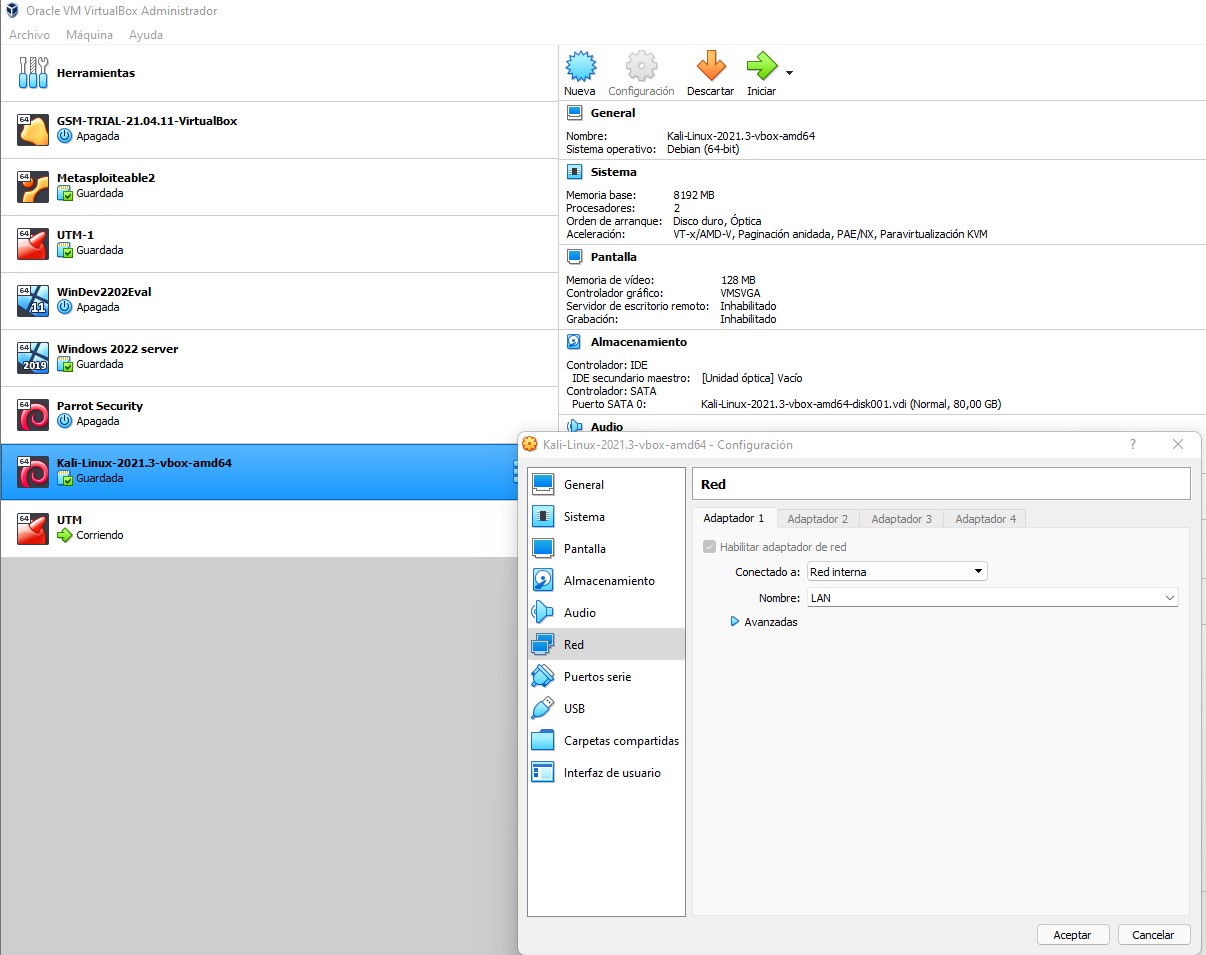 Oracle VM VirtualBox Administrador
Archivo Máquina Ayuda
Herramientas
64
GSM-TRIAL-21.04.11-VirtualBox
Apagada
64
Metasploiteable2
Guardada
64
UTM-1
Guardada
64
11
WinDev2202Eval
Apagada
64
2019
Windows 2022 server
Guardada
64
Parrot Security
Apagada
64
Kali-Linux-2021.3-vbox-amd64
Guardada
64
UTM
Corriendo
Nueva Configuración Descartar Iniciar
General
Nombre: Kali-Linux-2021.3-vbox-amd64
Sistema operativo: Debian (64-bit)
Sistema
Memoria base: 8192 MB
Procesadores: 2
Orden de arranque: Disco duro, Óptica
Aceleración: VT-x/AMD-V, Paginación anidada, PAE/NX, Paravirtualización KVM
Pantalla
Memoria de vídeo: 128 MB
Controlador gráfico: VMSVGA
Servidor de escritorio remoto: Inhabilitado
Grabación: Inhabilitado
Almacenamiento
Controlador: IDE
IDE secundario maestro: [Unidad óptica] Vacío
Controlador: SATA
Puerto SATA 0: Kali-Linux-2021.3-vbox-amd64-disk001.vdi (Normal, 80,00 GB)
Audio
Kali-Linux-2021.3-vbox-amd64 - Configuración ?
General
Sistema
Pantalla
Almacenamiento
Audio
Red
Puertos serie
USB
Carpetas compartidas
Interfaz de usuario
Red
Adaptador 1 Adaptador 2 Adaptador 3 Adaptador 4
Habilitar adaptador de red
Conectado a: Red interna
Nombre: LAN
Avanzadas
Aceptar Cancelar